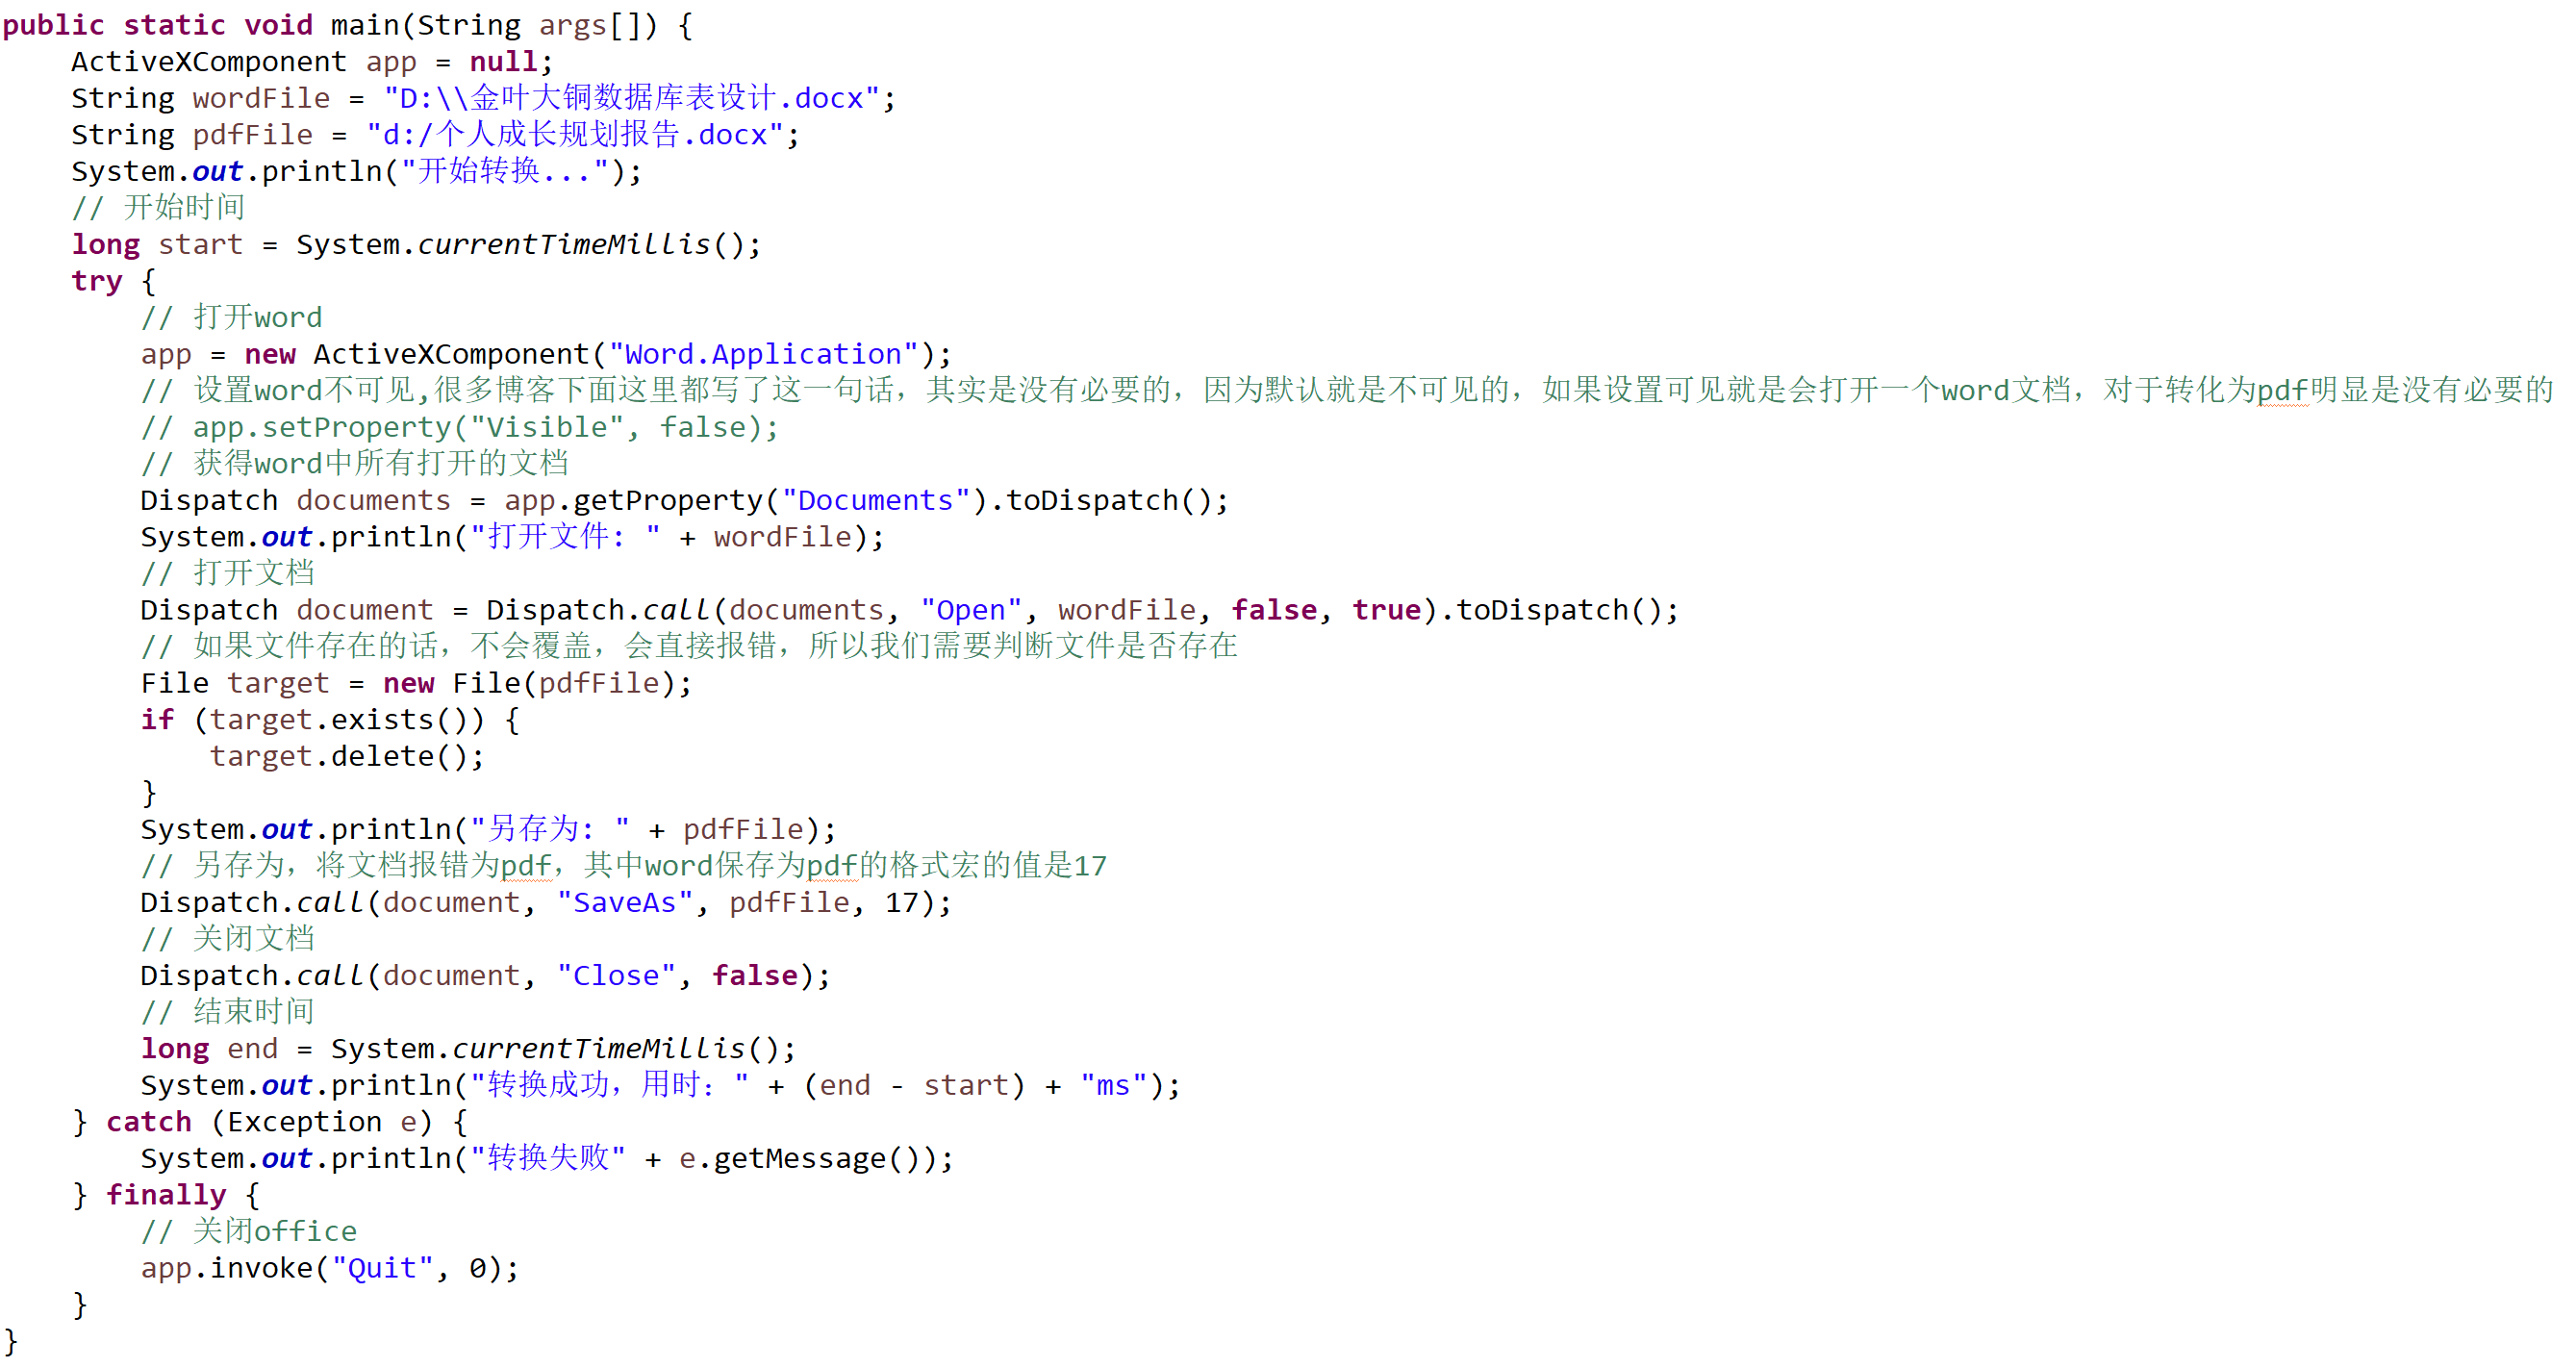 public static void main(String args[]) {
    ActiveXComponent app = null;
    String wordFile = "D:\\金叶大铜数据库表设计.docx";
    String pdfFile = "d:/个人成长规划报告.docx";
    System.out.println("开始转换...");
    // 开始时间
    long start = System.currentTimeMillis();
    try {
        // 打开word
        app = new ActiveXComponent("Word.Application");
        // 设置word不可见,很多博客下面这里都写了这一句话，其实是没有必要的，因为默认就是不可见的，如果设置可见就是会打开一个word文档，对于转化为pdf明显是没有必要的
        // app.setProperty("Visible", false);
        // 获得word中所有打开的文档
        Dispatch documents = app.getProperty("Documents").toDispatch();
        System.out.println("打开文件: " + wordFile);
        // 打开文档
        Dispatch document = Dispatch.call(documents, "Open", wordFile, false, true).toDispatch();
        // 如果文件存在的话，不会覆盖，会直接报错，所以我们需要判断文件是否存在
        File target = new File(pdfFile);
        if (target.exists()) {
            target.delete();
        }
        System.out.println("另存为: " + pdfFile);
        // 另存为，将文档报错为pdf，其中word保存为pdf的格式宏的值是17
        Dispatch.call(document, "SaveAs", pdfFile, 17);
        // 关闭文档
        Dispatch.call(document, "Close", false);
        // 结束时间
        long end = System.currentTimeMillis();
        System.out.println("转换成功，用时：" + (end - start) + "ms");
    } catch (Exception e) {
        System.out.println("转换失败" + e.getMessage());
    } finally {
        // 关闭office
        app.invoke("Quit", 0);
    }
}